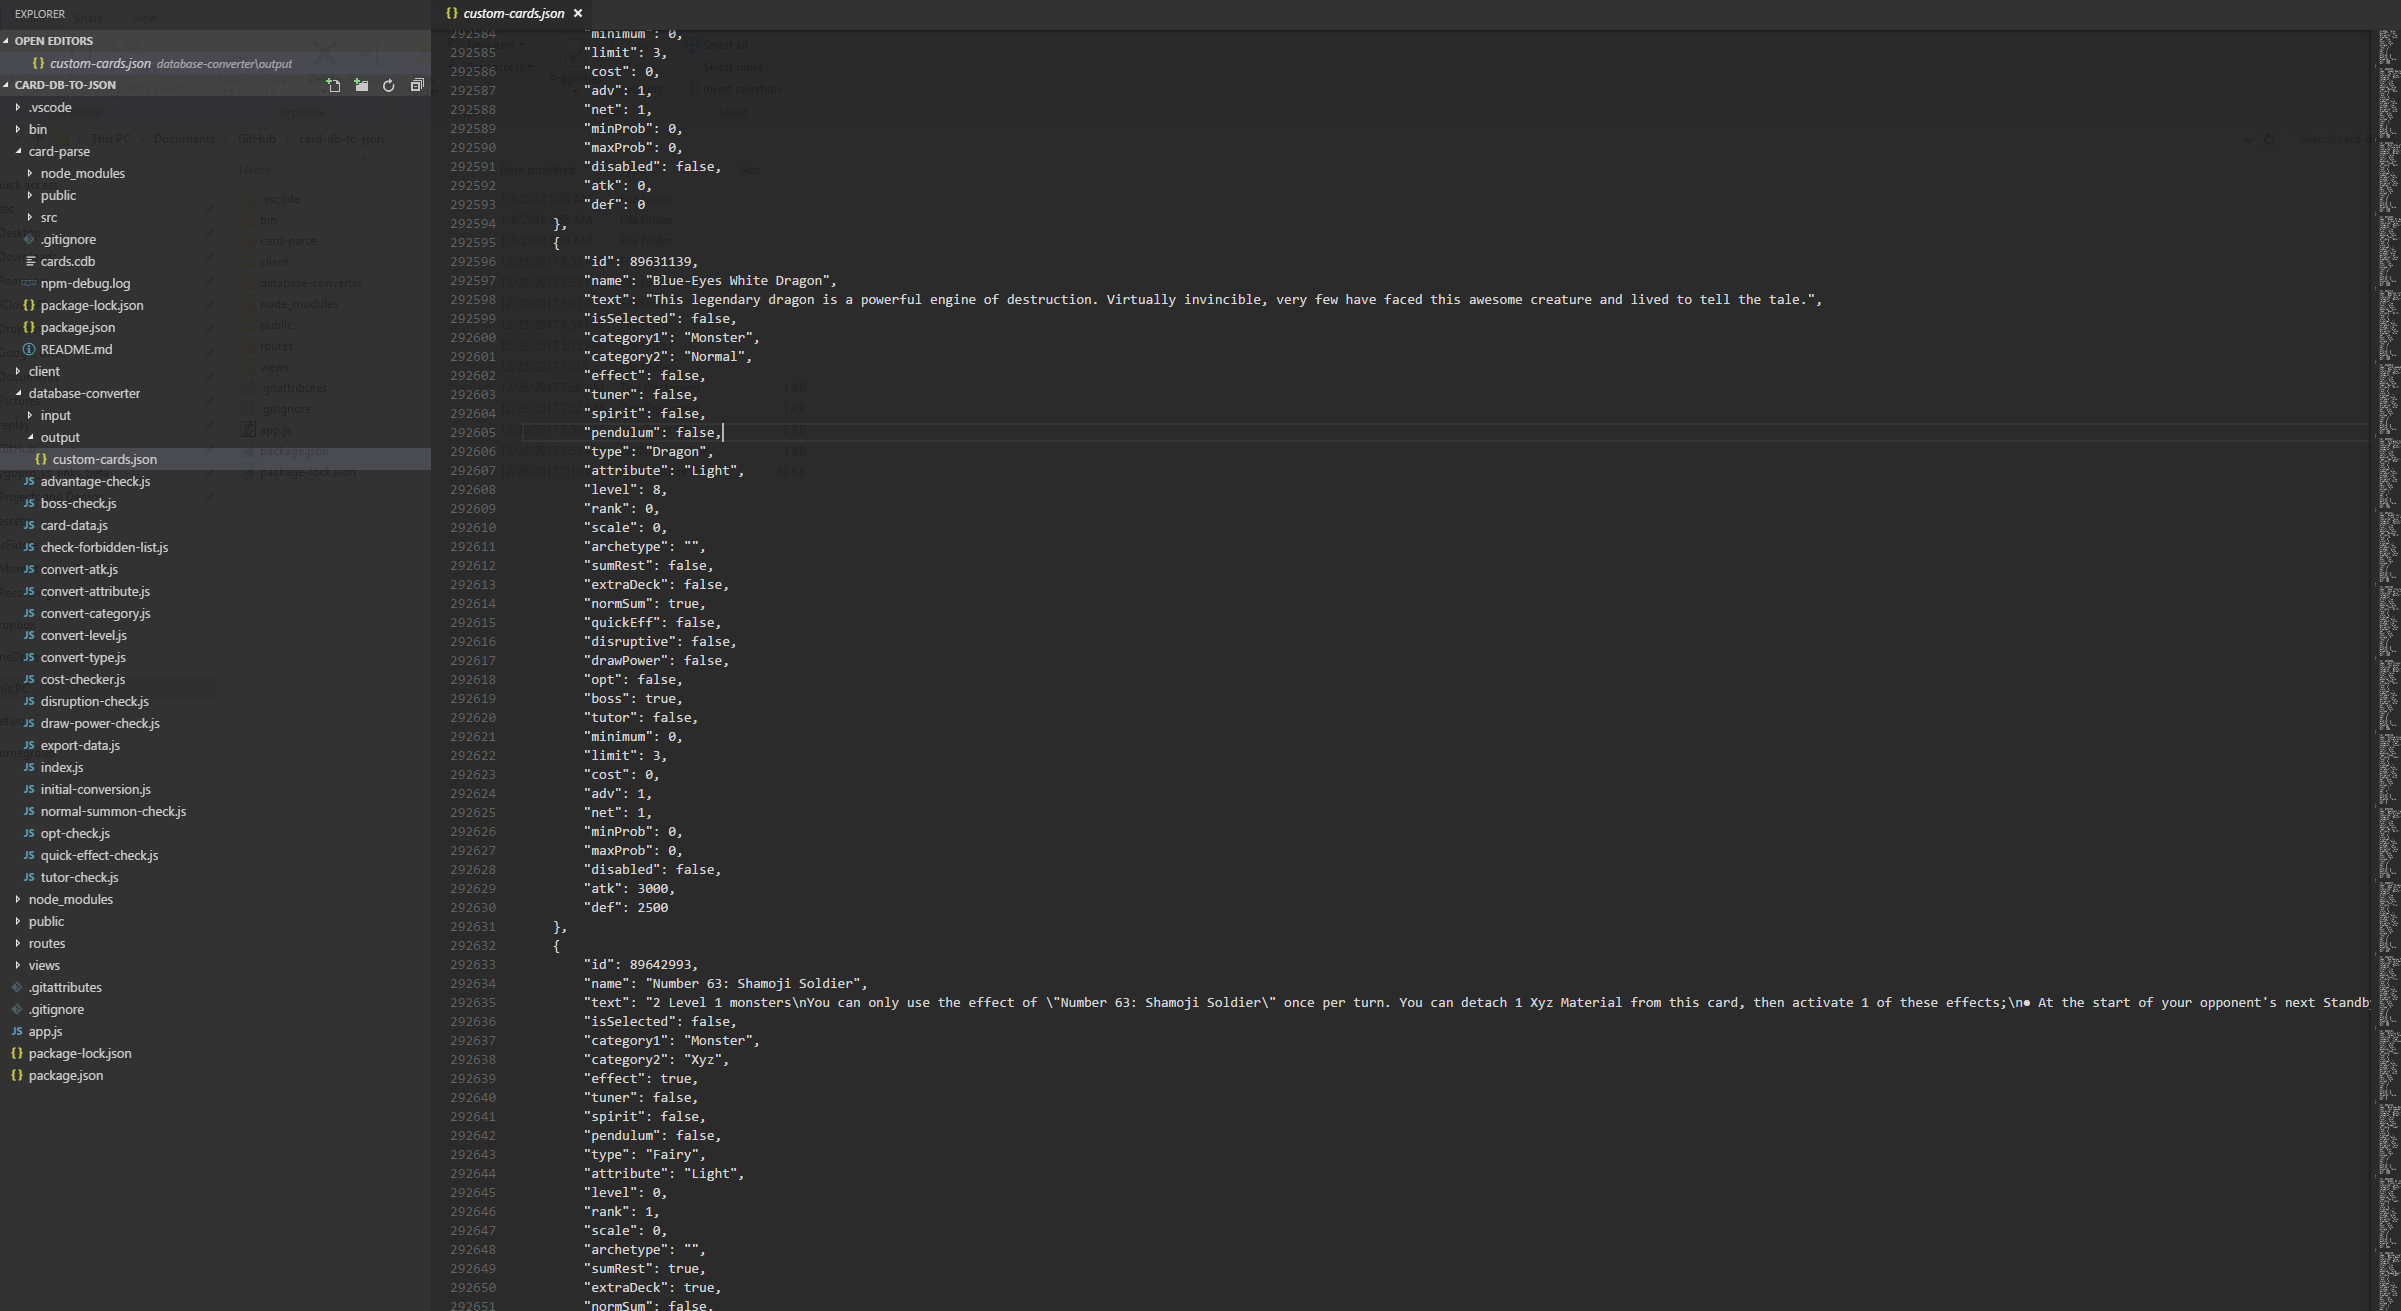 EXPLORER
OPEN EDITORS
custom-cards.json database-converter\output
CARD-DB-TO-JSON
.vscode
bin
card-parse
node_modules
public
src
.gitignore
cards.cdb
npm-debug.log
package-lock.json
package.json
README.md
client
database-converter
input
output
custom-cards.json
advantage-check.js
boss-check.js
card-data.js
check-forbidden-list.js
convert-atk.js
convert-attribute.js
convert-category.js
convert-level.js
convert-type.js
cost-checker.js
disruption-check.js
draw-power-check.js
export-data.js
index.js
initial-conversion.js
normal-summon-check.js
opt-check.js
quick-effect-check.js
tutor-check.js
node_modules
public
routes
views
.gitattributes
.gitignore
app.js
package-lock.json
package.json
custom-cards.json
292584 "minimum": 0,
292585 "limit": 3,
292586 "cost": 0,
292587 "adv": 1,
292588 "net": 1,
292589 "minProb": 0,
292590 "maxProb": 0,
292591 "disabled": false,
292592 "atk": 0,
292593 "def": 0
292594 },
292595 {
292596 "id": 89631139,
292597 "name": "Blue-Eyes White Dragon",
292598 "text": "This legendary dragon is a powerful engine of destruction. Virtually invincible, very few have faced this awesome creature and lived to tell the tale.",
292599 "isSelected": false,
292600 "category1": "Monster",
292601 "category2": "Normal",
292602 "effect": false,
292603 "tuner": false,
292604 "spirit": false,
292605 "pendulum": false,
292606 "type": "Dragon",
292607 "attribute": "Light",
292608 "level": 8,
292609 "rank": 0,
292610 "scale": 0,
292611 "archetype": "",
292612 "sumRest": false,
292613 "extraDeck": false,
292614 "normSum": true,
292615 "quickEff": false,
292616 "disruptive": false,
292617 "drawPower": false,
292618 "opt": false,
292619 "boss": true,
292620 "tutor": false,
292621 "minimum": 0,
292622 "limit": 3,
292623 "cost": 0,
292624 "adv": 1,
292625 "net": 1,
292626 "minProb": 0,
292627 "maxProb": 0,
292628 "disabled": false,
292629 "atk": 3000,
292630 "def": 2500
292631 },
292632 {
292633 "id": 89642993,
292634 "name": "Number 63: Shamoji Soldier",
292635 "text": "2 Level 1 monsters\nYou can only use the effect of \"Number 63: Shamoji Soldier\" once per turn. You can detach 1 Xyz Material from this card, then activate 1 of these effects;\n● At the start of your opponent's next Standby
292636 "isSelected": false,
292637 "category1": "Monster",
292638 "category2": "Xyz",
292639 "effect": true,
292640 "tuner": false,
292641 "spirit": false,
292642 "pendulum": false,
292643 "type": "Fairy",
292644 "attribute": "Light",
292645 "level": 0,
292646 "rank": 1,
292647 "scale": 0,
292648 "archetype": "",
292649 "sumRest": true,
292650 "extraDeck": true,
292651 "normSum": false,